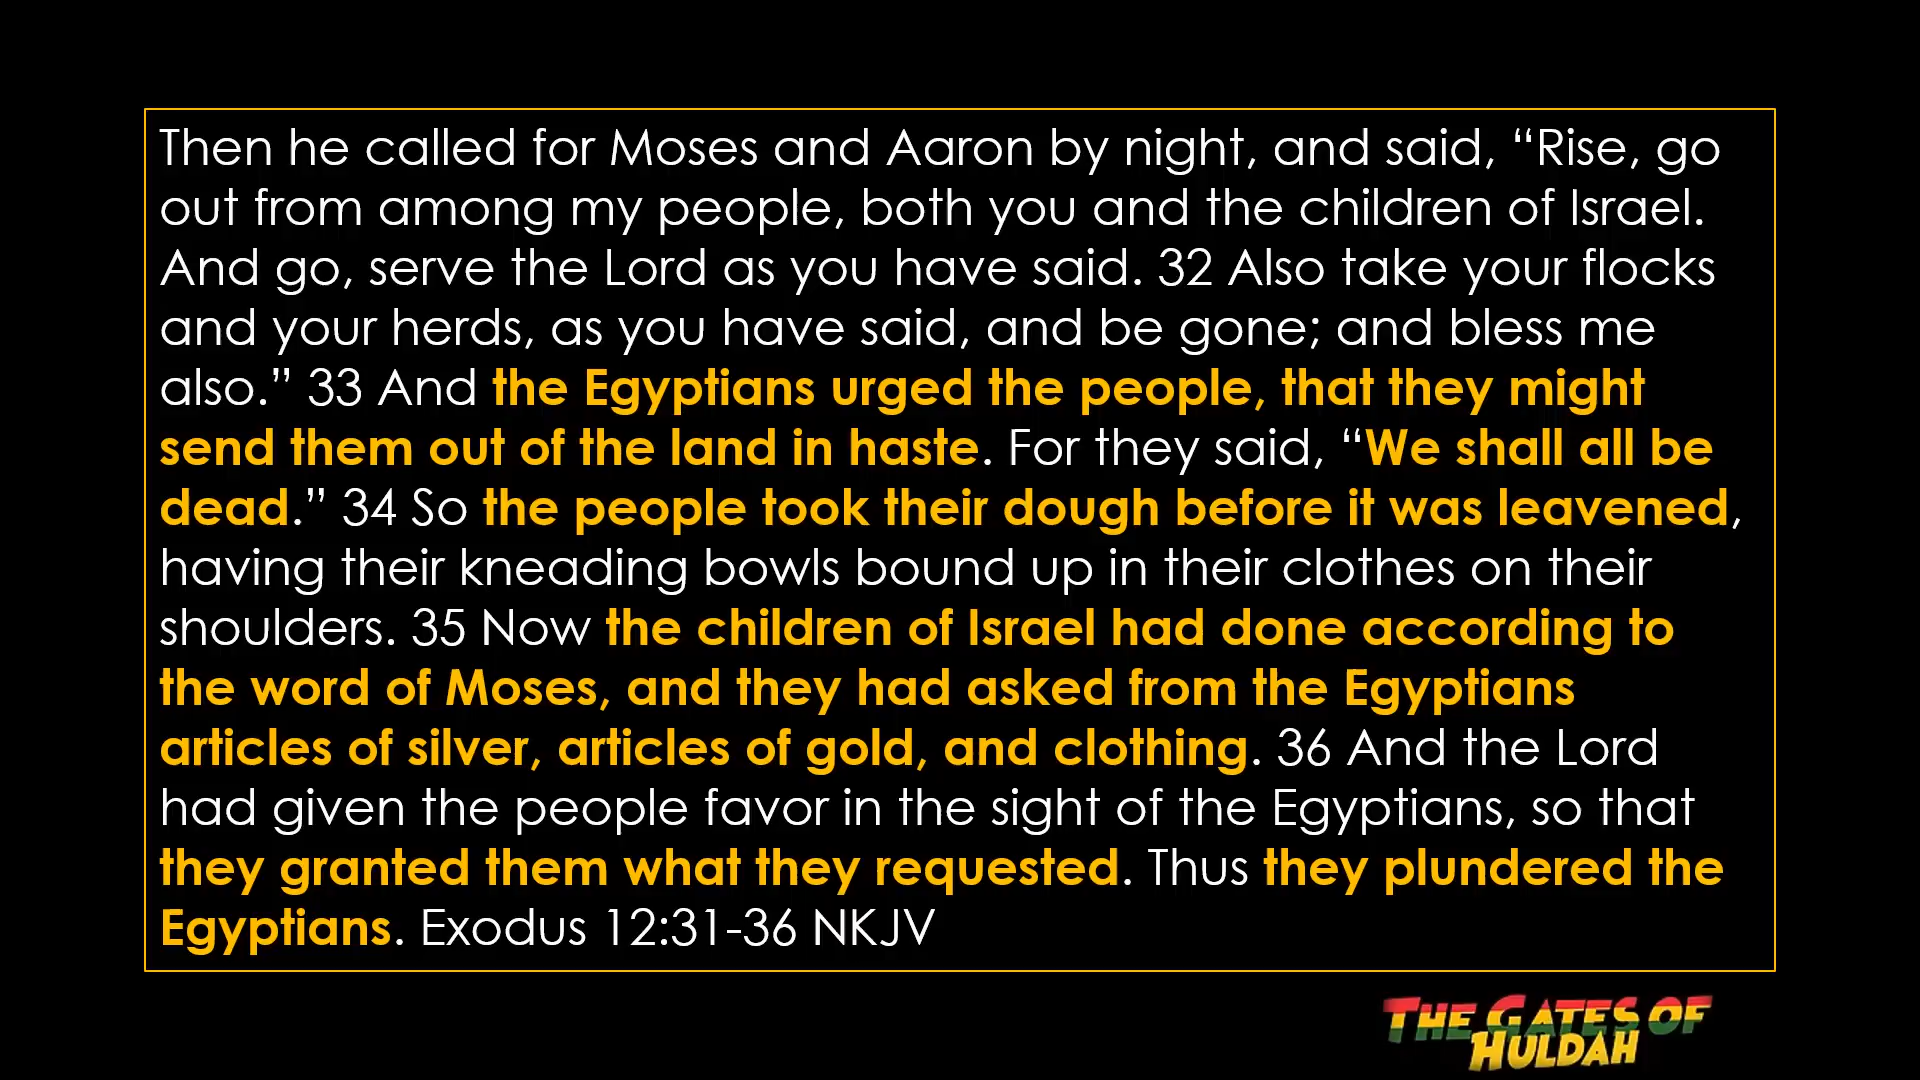 Then he called for Moses and Aaron by night, and said, “Rise, go
out from among my people, both you and the children of Israel.
And go, serve the Lord as you have said. 32 Also take your flocks
and your herds, as you have said, and be gone; and bless me
also.” 33 And the Egyptians urged the people, that they might
send them out of the land in haste. For they said, “We shall all be
dead.” 34 So the people took their dough before it was leavened,
having their kneading bowls bound up in their clothes on their
shoulders. 35 Now the children of Israel had done according to
the word of Moses, and they had asked from the Egyptians
articles of silver, articles of gold, and clothing. 36 And the Lord
had given the people favor in the sight of the Egyptians, so that
they granted them what they requested. Thus they plundered the
Egyptians. Exodus 12:31-36 NKJV
THE GATES OF
HULDAH